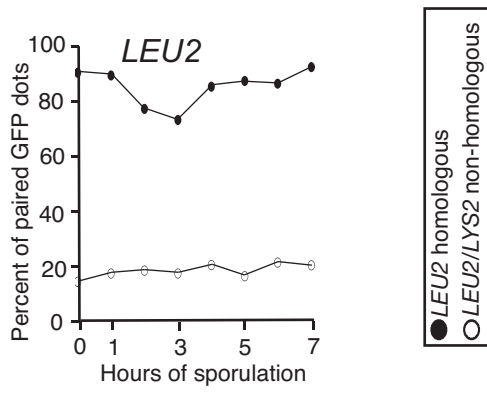 LEU2
100
80
60
40
20
0
Percent of paired GFP dots
0 1 3 5 7
Hours of sporulation
LEU2 homologous
LEU2/LYS2 non-homologous